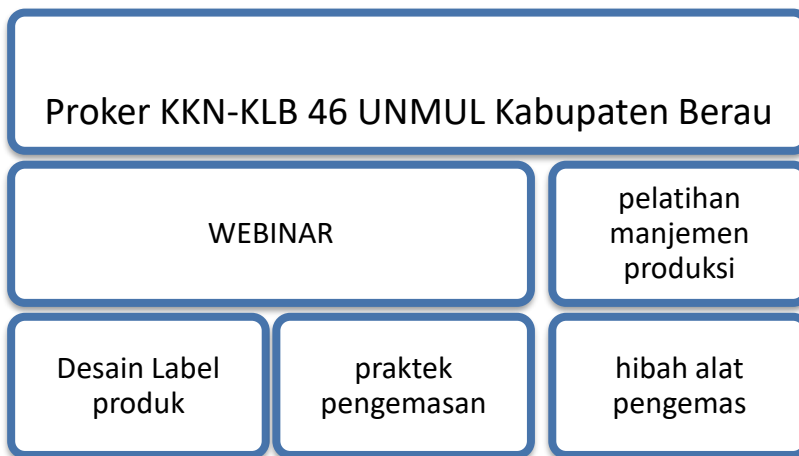 Proker KKN-KLB 46 UNMUL Kabupaten Berau
WEBINAR
pelatihan
manjemen
produksi
Desain Label
produk
praktek
pengemasan
hibah alat
pengemas